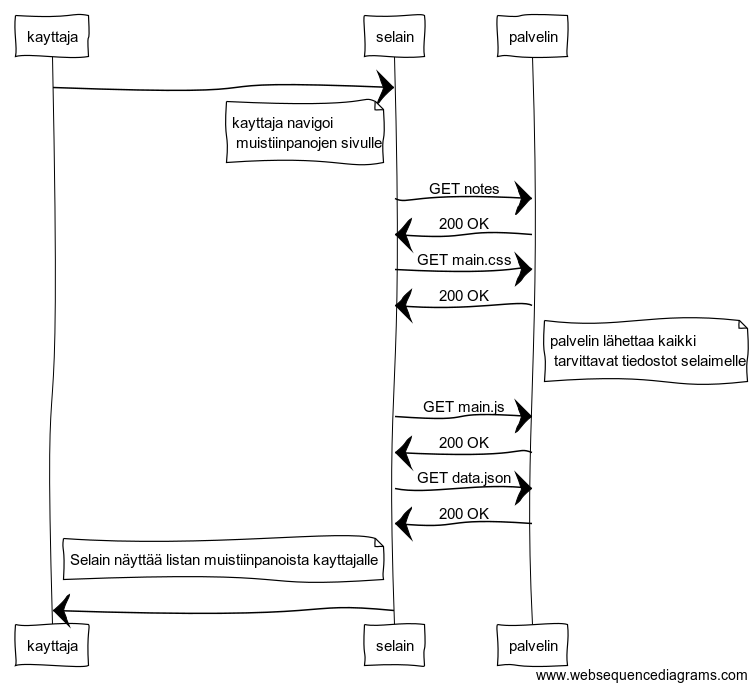 kayttaja
selain
palvelin
kayttaja navigoi
muistiinpanojen sivulle
GET notes
200 OK
GET main.css
200 OK
palvelin lähettaa kaikki
tarvittavat tiedostot selaimelle
GET main.js
200 OK
GET data.json
200 OK
Selain näyttää listan muistiinpanoista kayttajalle
kayttaja
selain
palvelin
www.websequencediagrams.com